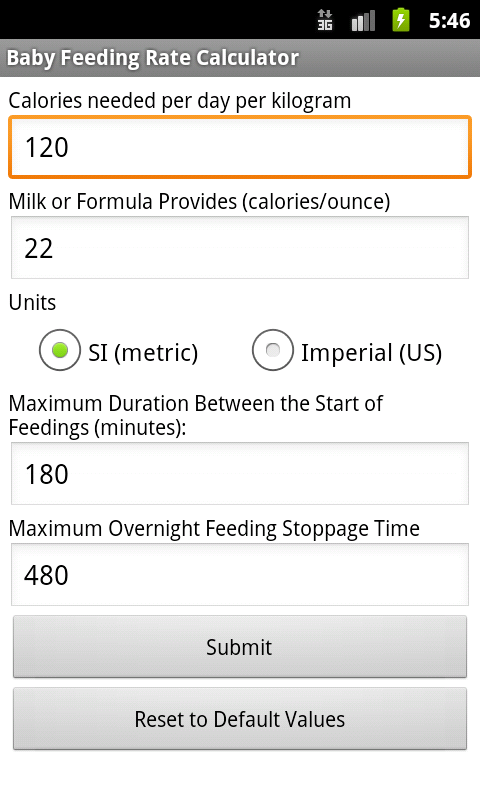 3G 5:46
Baby Feeding Rate Calculator
Calories needed per day per kilogram
120
Milk or Formula Provides (calories/ounce)
22
Units
SI (metric) Imperial (US)
Maximum Duration Between the Start of
Feedings (minutes):
180
Maximum Overnight Feeding Stoppage Time
480
Submit
Reset to Default Values